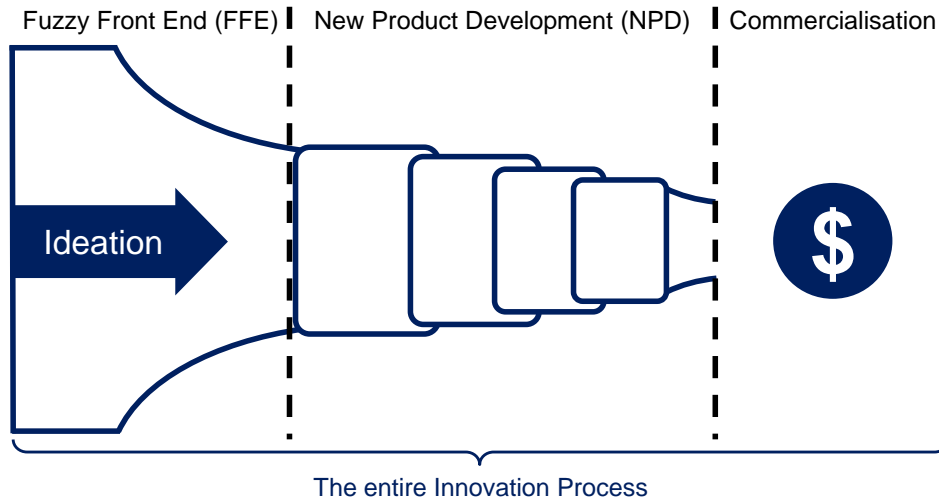 Fuzzy Front End (FFE)
New Product Development (NPD)
Commercialisation
Ideation
$
The entire Innovation Process